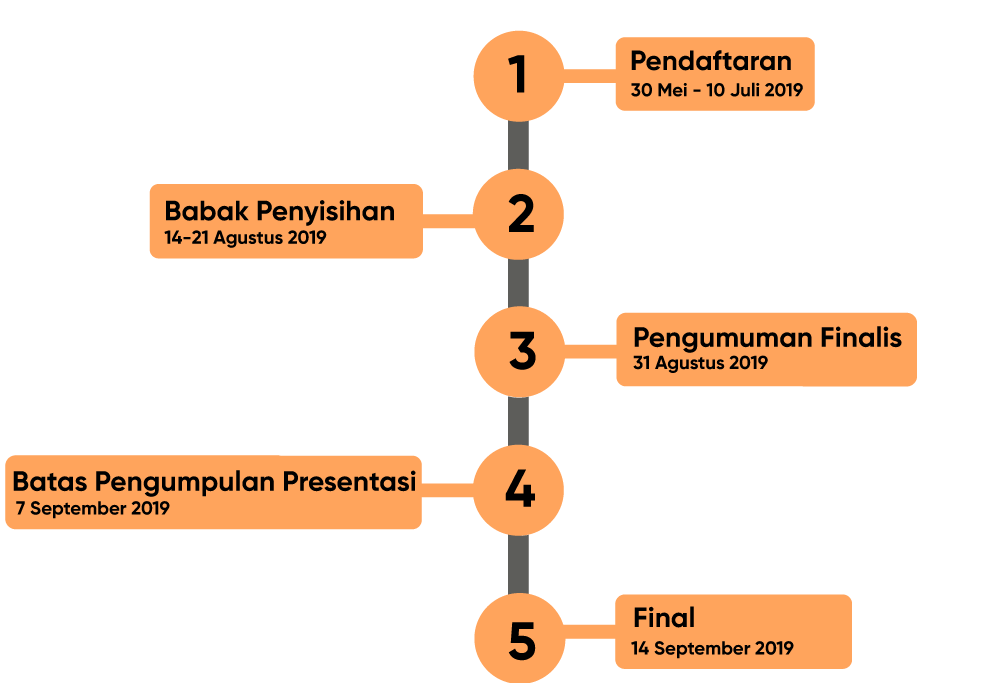 1
Pendaftaran
30 Mei - 10 Juli 2019
2
Babak Penyisihan
14-21 Agustus 2019
3
Pengumuman Finalis
31 Agustus 2019
4
Batas Pengumpulan Presentasi
7 September 2019
5
Final
14 September 2019